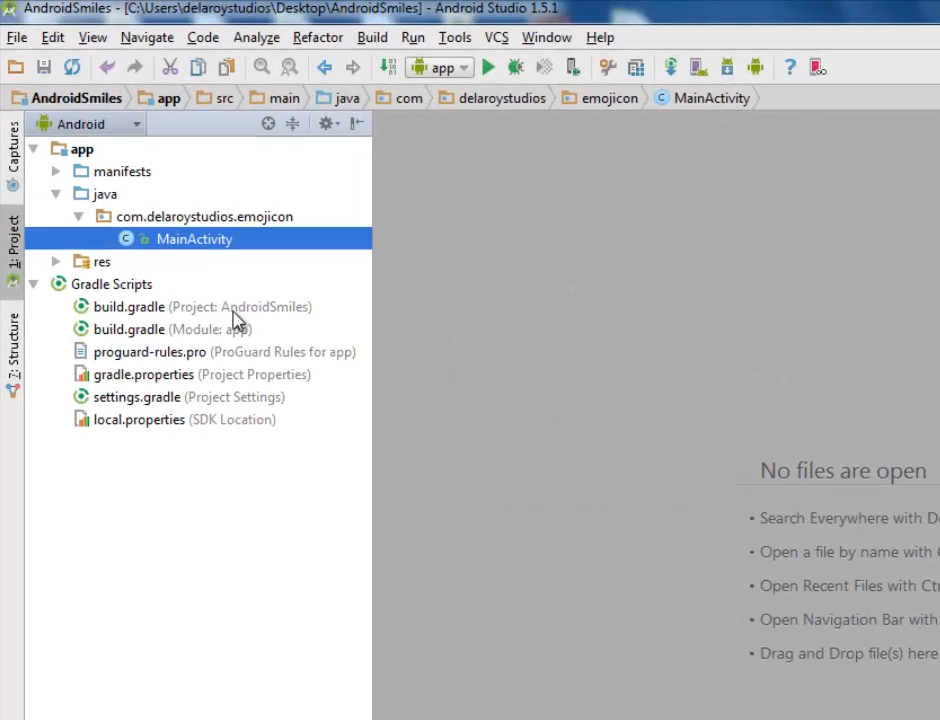 AndroidSmiles - [C:\Users\delaroystudios\Desktop\AndroidSmiles] - Android Studio 1.5.1
File Edit View Navigate Code Analyze Refactor Build Run Tools VCS Window Help
app
AndroidSmiles app src main java com delaroystudios emojicon MainActivity
Android
Captures
1: Project
7: Structure
app
manifests
java
com.delaroystudios.emojicon
MainActivity
res
Gradle Scripts
build.gradle (Project: AndroidSmiles)
build.gradle (Module: app)
proguard-rules.pro (ProGuard Rules for app)
gradle.properties (Project Properties)
settings.gradle (Project Settings)
local.properties (SDK Location)
No files are open
• Search Everywhere with
• Open a file by name with
• Open Recent Files with
• Open Navigation Bar with
• Drag and Drop file(s) here